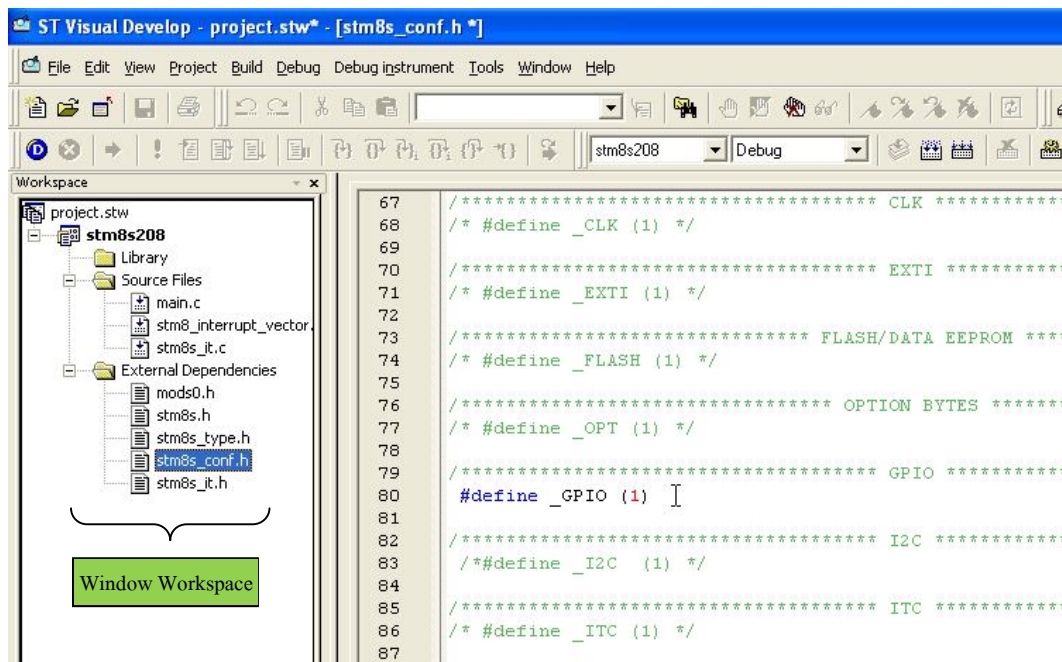 ST Visual Develop - project.stw* - [stm8s_conf.h *]
File Edit View Project Build Debug Debug instrument Tools Window Help
stm8s208 Debug
Workspace
project.stw
stm8s208
Library
Source Files
main.c
stm8_interrupt_vector.
stm8s_it.c
External Dependencies
mods0.h
stm8s.h
stm8s_type.h
stm8s_conf.h
stm8s_it.h
Window Workspace
67 /************************************* CLK ************
68 /* #define _CLK (1) */
69
70 /************************************* EXTI ***********
71 /* #define _EXTI (1) */
72
73 /******************************* FLASH/DATA EEPROM ****
74 /* #define _FLASH (1) */
75
76 /********************************* OPTION BYTES *******
77 /* #define _OPT (1) */
78
79 /************************************* GPIO ***********
80 #define _GPIO (1)
81
82 /************************************* I2C ************
83 /*#define _I2C (1) */
84
85 /************************************* ITC ************
86 /* #define _ITC (1) */
87